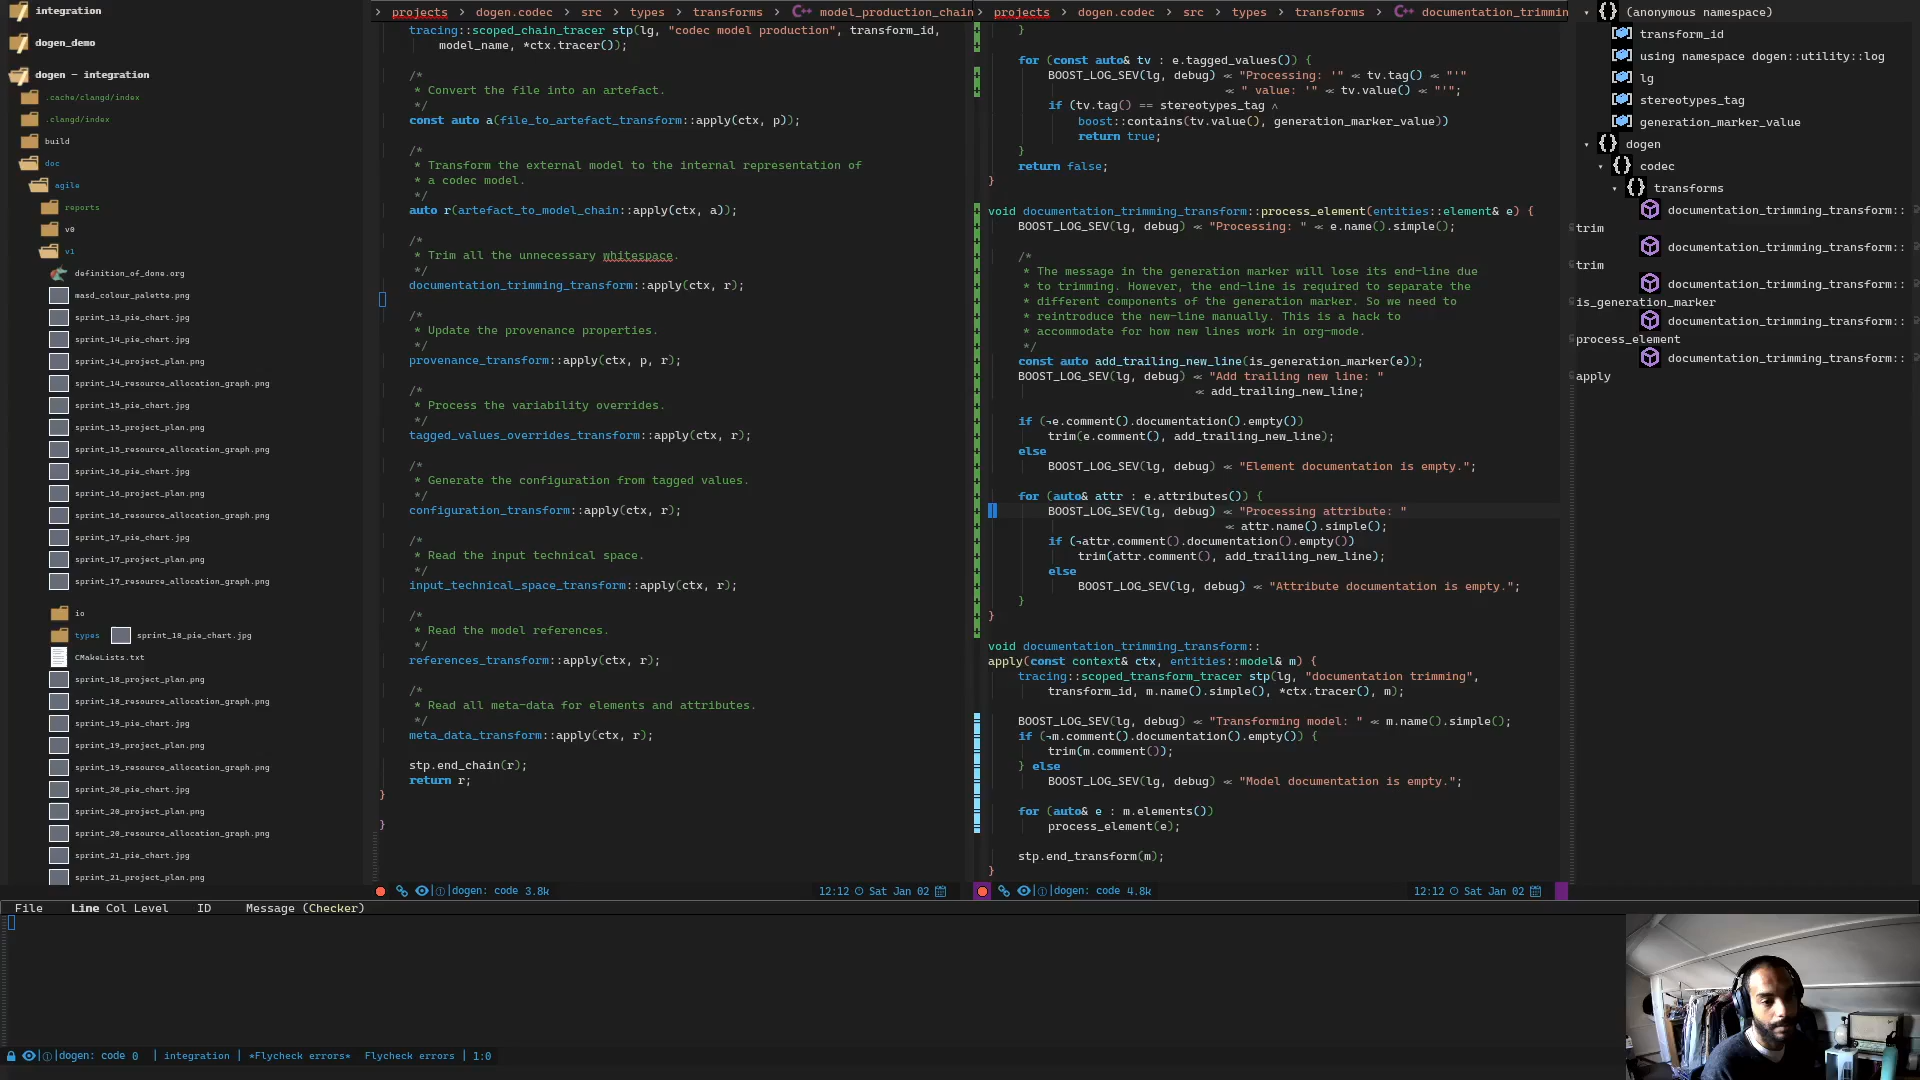 integration
dogen_demo
dogen – integration
.cache/clangd/index
.clangd/index
build
doc
agile
reports
v0
v1
definition_of_done.org
masd_colour_palette.png
sprint_13_pie_chart.jpg
sprint_14_pie_chart.jpg
sprint_14_project_plan.png
sprint_14_resource_allocation_graph.png
sprint_15_pie_chart.jpg
sprint_15_project_plan.png
sprint_15_resource_allocation_graph.png
sprint_16_pie_chart.jpg
sprint_16_project_plan.png
sprint_16_resource_allocation_graph.png
sprint_17_pie_chart.jpg
sprint_17_project_plan.png
sprint_17_resource_allocation_graph.png
io
types sprint_18_pie_chart.jpg
CMakeLists.txt
sprint_18_project_plan.png
sprint_18_resource_allocation_graph.png
sprint_19_pie_chart.jpg
sprint_19_project_plan.png
sprint_19_resource_allocation_graph.png
sprint_20_pie_chart.jpg
sprint_20_project_plan.png
sprint_20_resource_allocation_graph.png
sprint_21_pie_chart.jpg
sprint_21_project_plan.png
> projects > dogen.codec > src > types > transforms > C++ model_production_chain
tracing::scoped_chain_tracer stp(lg, "codec model production", transform_id,
model_name, *ctx.tracer());
/*
* Convert the file into an artefact.
*/
const auto a(file_to_artefact_transform::apply(ctx, p));
/*
* Transform the external model to the internal representation of
* a codec model.
*/
auto r(artefact_to_model_chain::apply(ctx, a));
/*
* Trim all the unnecessary whitespace.
*/
documentation_trimming_transform::apply(ctx, r);
/*
* Update the provenance properties.
*/
provenance_transform::apply(ctx, p, r);
/*
* Process the variability overrides.
*/
tagged_values_overrides_transform::apply(ctx, r);
/*
* Generate the configuration from tagged values.
*/
configuration_transform::apply(ctx, r);
/*
* Read the input technical space.
*/
input_technical_space_transform::apply(ctx, r);
/*
* Read the model references.
*/
references_transform::apply(ctx, r);
/*
* Read all meta-data for elements and attributes.
*/
meta_data_transform::apply(ctx, r);
stp.end_chain(r);
return r;
}
}
dogen: code 3.8k 12:12 Sat Jan 02
> projects > dogen.codec > src > types > transforms > C++ documentation_trimmin
}
for (const auto& tv : e.tagged_values()) {
BOOST_LOG_SEV(lg, debug) ≪ "Processing: '" ≪ tv.tag() ≪ "'"
≪ " value: '" ≪ tv.value() ≪ "'";
if (tv.tag() == stereotypes_tag ∧
boost::contains(tv.value(), generation_marker_value))
return true;
}
return false;
}
void documentation_trimming_transform::process_element(entities::element& e) {
BOOST_LOG_SEV(lg, debug) ≪ "Processing: " ≪ e.name().simple();
/*
* The message in the generation marker will lose its end-line due
* to trimming. However, the end-line is required to separate the
* different components of the generation marker. So we need to
* reintroduce the new-line manually. This is a hack to
* accommodate for how new lines work in org-mode.
*/
const auto add_trailing_new_line(is_generation_marker(e));
BOOST_LOG_SEV(lg, debug) ≪ "Add trailing new line: "
≪ add_trailing_new_line;
if (¬e.comment().documentation().empty())
trim(e.comment(), add_trailing_new_line);
else
BOOST_LOG_SEV(lg, debug) ≪ "Element documentation is empty.";
for (auto& attr : e.attributes()) {
BOOST_LOG_SEV(lg, debug) ≪ "Processing attribute: "
≪ attr.name().simple();
if (¬attr.comment().documentation().empty())
trim(attr.comment(), add_trailing_new_line);
else
BOOST_LOG_SEV(lg, debug) ≪ "Attribute documentation is empty.";
}
}
void documentation_trimming_transform::
apply(const context& ctx, entities::model& m) {
tracing::scoped_transform_tracer stp(lg, "documentation trimming",
transform_id, m.name().simple(), *ctx.tracer(), m);
BOOST_LOG_SEV(lg, debug) ≪ "Transforming model: " ≪ m.name().simple();
if (¬m.comment().documentation().empty()) {
trim(m.comment());
} else
BOOST_LOG_SEV(lg, debug) ≪ "Model documentation is empty.";
for (auto& e : m.elements())
process_element(e);
stp.end_transform(m);
}
dogen: code 4.8k 12:12 Sat Jan 02
(anonymous namespace)
transform_id
using namespace dogen::utility::log
lg
stereotypes_tag
generation_marker_value
dogen
codec
transforms
documentation_trimming_transform::
trim
documentation_trimming_transform::
trim
documentation_trimming_transform::
is_generation_marker
documentation_trimming_transform::
process_element
documentation_trimming_transform::
apply
File Line Col Level ID Message (Checker)
dogen: code 0 | integration | *Flycheck errors* Flycheck errors | 1:0